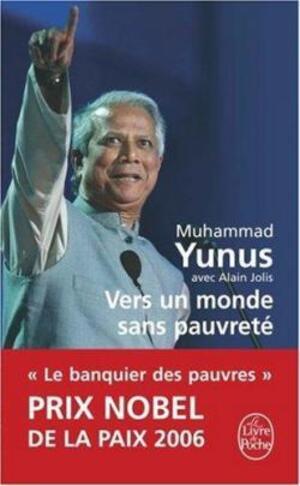 Muhammad
Yunus
avec Alain Jolis
Vers un monde
sans pauvreté
« Le banquier des pauvres »
PRIX NOBEL
DE LA PAIX 2006
Le
Livre
de
Poche